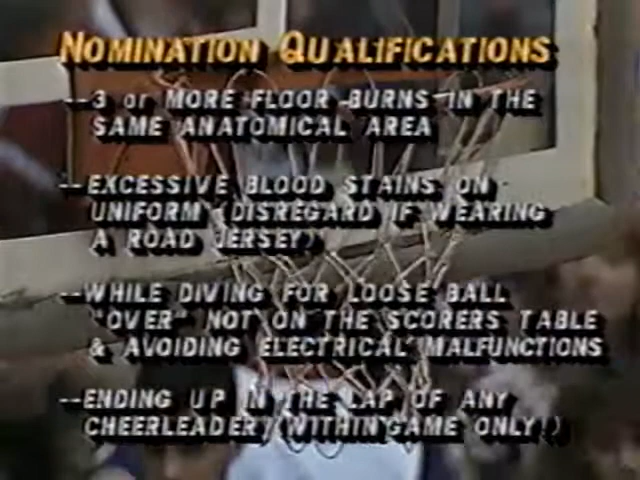 NOMINATION QUALIFICATIONS
--3 or MORE FLOOR BURNS IN THE
SAME ANATOMICAL AREA
--EXCESSIVE BLOOD STAINS ON
UNIFORM (DISREGARD IF WEARING
A ROAD JERSEY)
--WHILE DIVING FOR LOOSE BALL
"OVER" NOT ON THE SCORERS TABLE
& AVOIDING ELECTRICAL MALFUNCTIONS
--ENDING UP IN THE LAP OF ANY
CHEERLEADER (WITHIN GAME ONLY!)